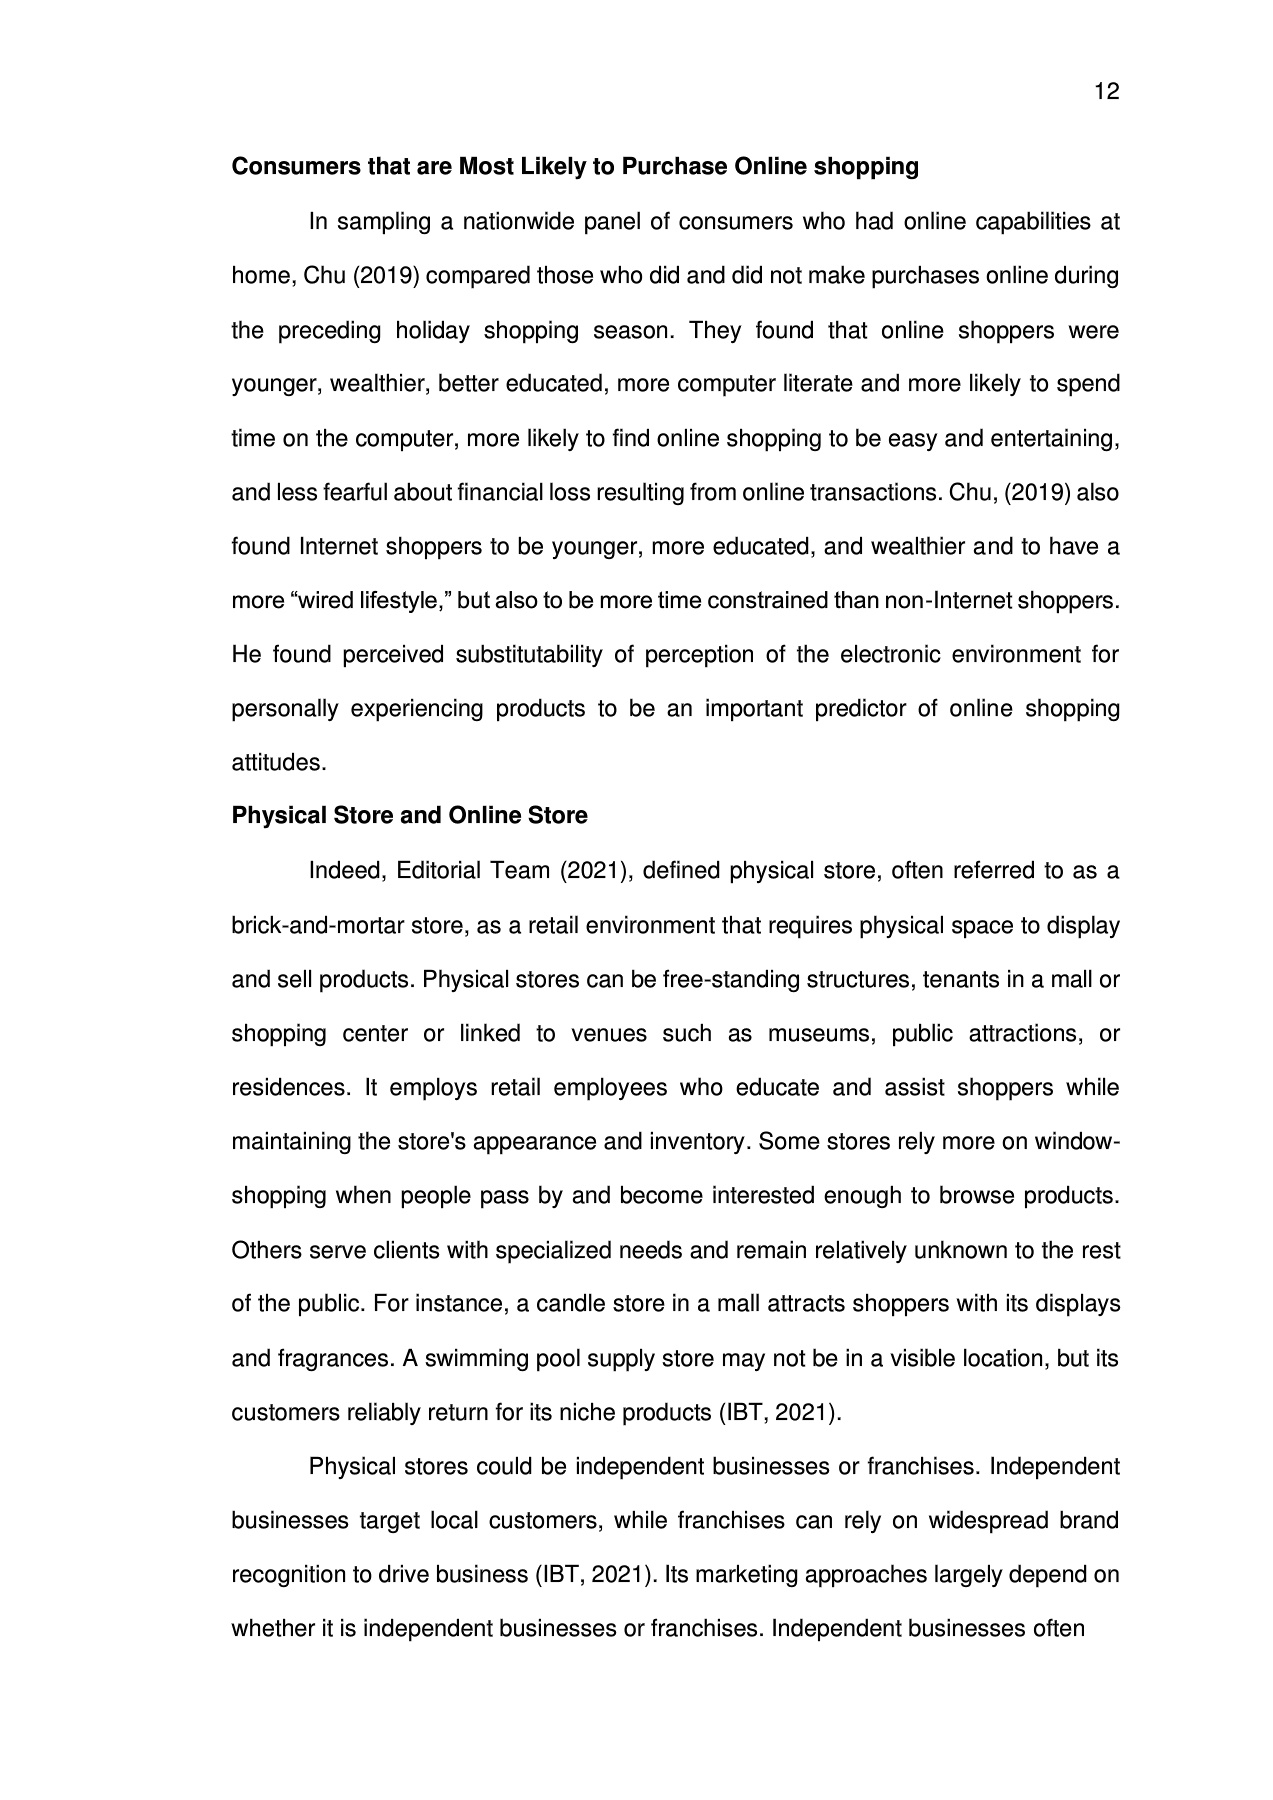 12
Consumers that are Most Likely to Purchase Online shopping
In sampling a nationwide panel of consumers who had online capabilities at
home, Chu (2019) compared those who did and did not make purchases online during
the preceding holiday shopping season. They found that online shoppers were
younger, wealthier, better educated, more computer literate and more likely to spend
time on the computer, more likely to find online shopping to be easy and entertaining,
and less fearful about financial loss resulting from online transactions. Chu, (2019) also
found Internet shoppers to be younger, more educated, and wealthier and to have a
more “wired lifestyle,” but also to be more time constrained than non-Internet shoppers.
He found perceived substitutability of perception of the electronic environment for
personally experiencing products to be an important predictor of online shopping
attitudes.
Physical Store and Online Store
Indeed, Editorial Team (2021), defined physical store, often referred to as a
brick-and-mortar store, as a retail environment that requires physical space to display
and sell products. Physical stores can be free-standing structures, tenants in a mall or
shopping center or linked to venues such as museums, public attractions, or
residences. It employs retail employees who educate and assist shoppers while
maintaining the store's appearance and inventory. Some stores rely more on window-
shopping when people pass by and become interested enough to browse products.
Others serve clients with specialized needs and remain relatively unknown to the rest
of the public. For instance, a candle store in a mall attracts shoppers with its displays
and fragrances. A swimming pool supply store may not be in a visible location, but its
customers reliably return for its niche products (IBT, 2021).
Physical stores could be independent businesses or franchises. Independent
businesses target local customers, while franchises can rely on widespread brand
recognition to drive business (IBT, 2021). Its marketing approaches largely depend on
whether it is independent businesses or franchises. Independent businesses often